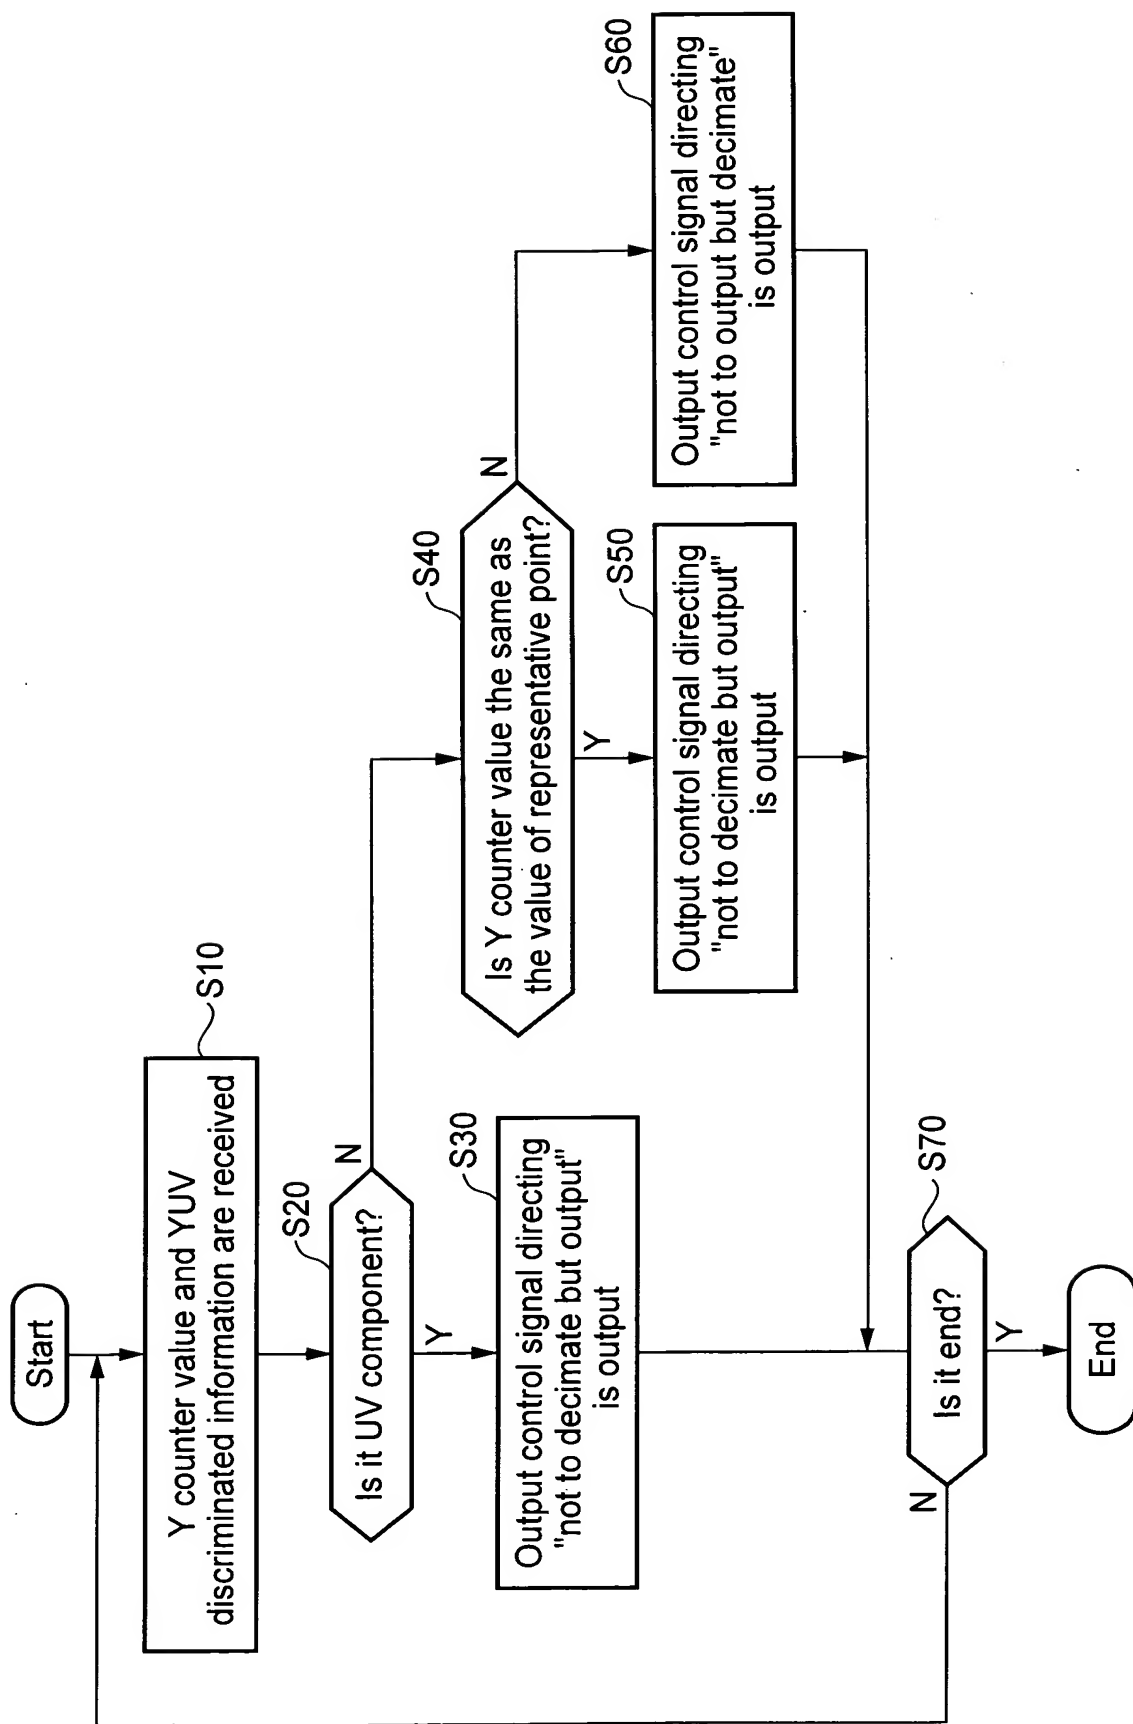 Start
S10
Y counter value and YUV
discriminated information are received
S20
Is it UV component?
N
Y
S30
Output control signal directing
"not to decimate but output"
is output
S40
Is Y counter value the same as
the value of representative point?
N
Y
S50
Output control signal directing
"not to decimate but output"
is output
S60
Output control signal directing
"not to output but decimate"
is output
S70
Is it end?
N
Y
End